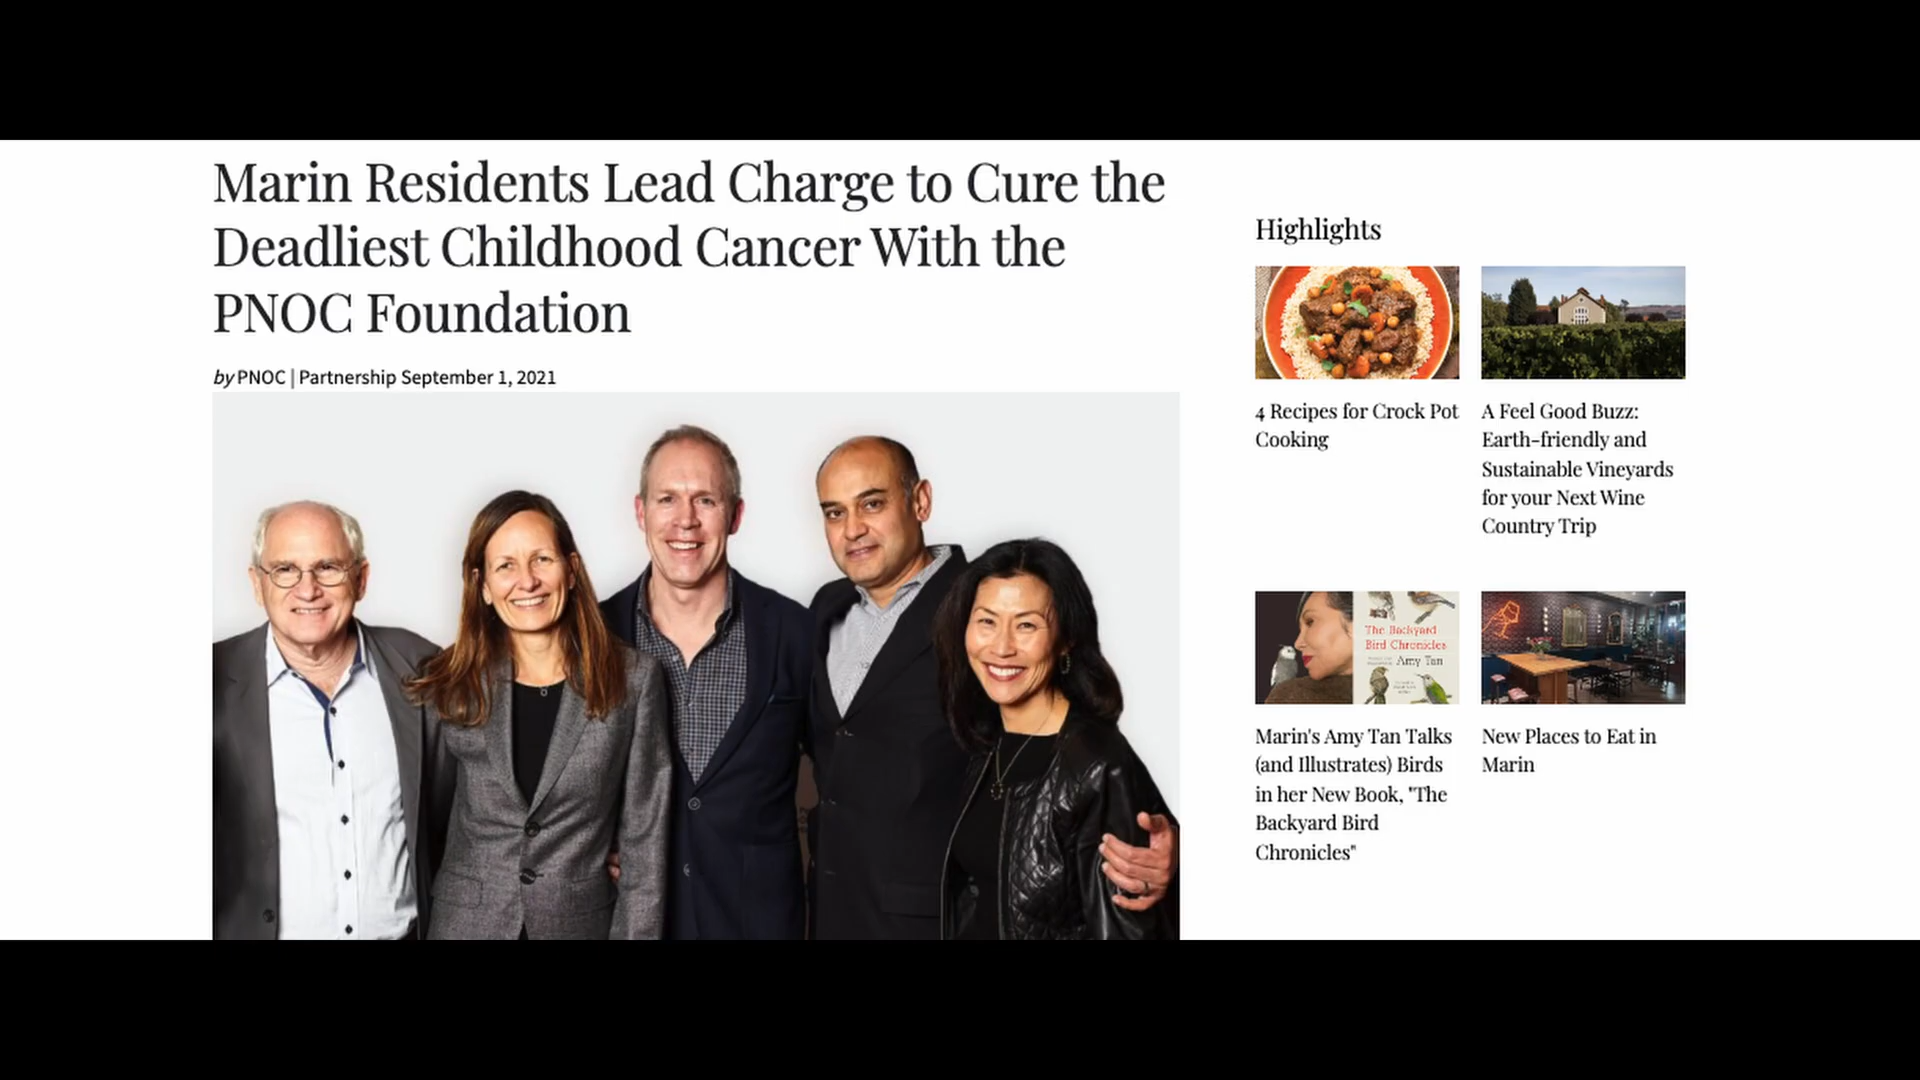 Marin Residents Lead Charge to Cure the
Deadliest Childhood Cancer With the
PNOC Foundation
by PNOC | Partnership September 1, 2021
Highlights
4 Recipes for Crock Pot
Cooking
A Feel Good Buzz:
Earth-friendly and
Sustainable Vineyards
for your Next Wine
Country Trip
The Backyard
Bird Chronicles
Amy Tan
Marin's Amy Tan Talks
(and Illustrates) Birds
in her New Book, "The
Backyard Bird
Chronicles"
New Places to Eat in
Marin